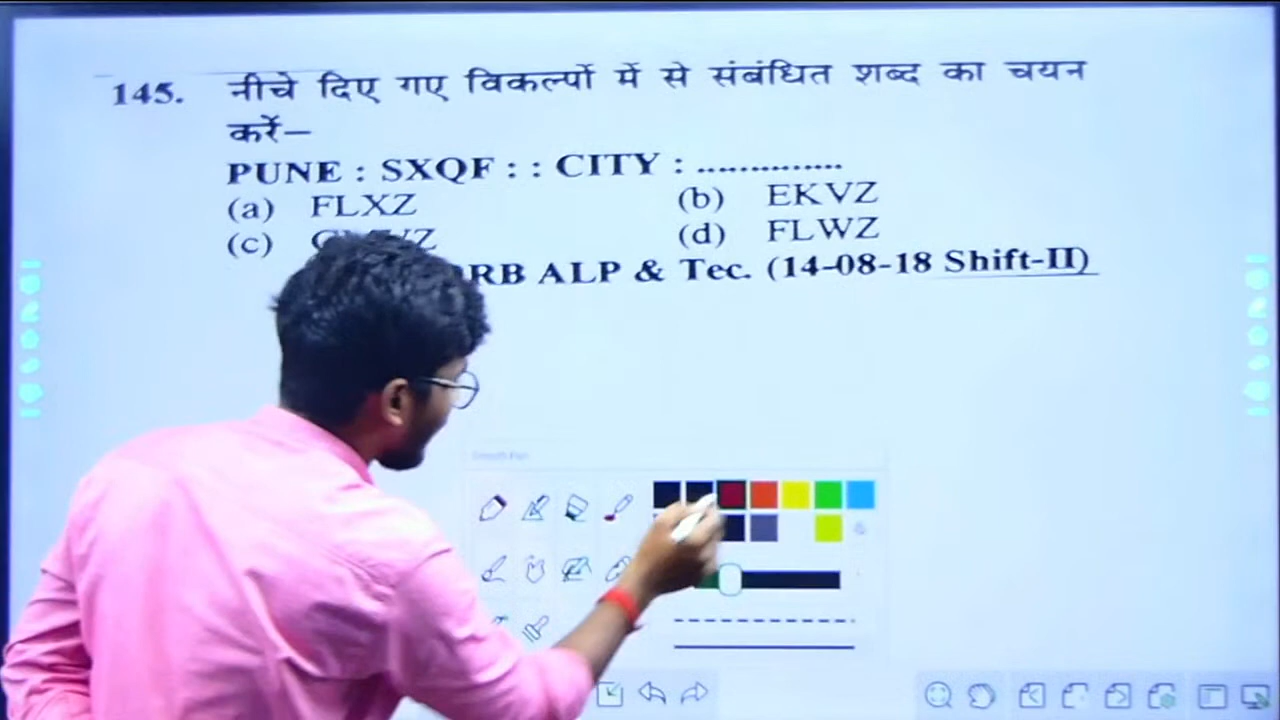 145. नीचे दिए गए विकल्पों में से संबंधित शब्द का चयन
करें–
PUNE : SXQF : : CITY : ..............
(a) FLXZ (b) EKVZ
(c) (d) FLWZ
RB ALP & Tec. (14-08-18 Shift-II)